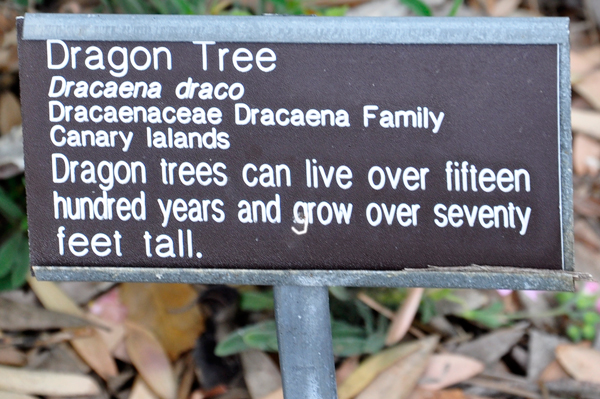 Dragon Tree
Dracaena draco
Dracaenaceae Dracaena Family
Canary lalands
Dragon trees can live over fifteen
hundred years and grow over seventy
feet tall.